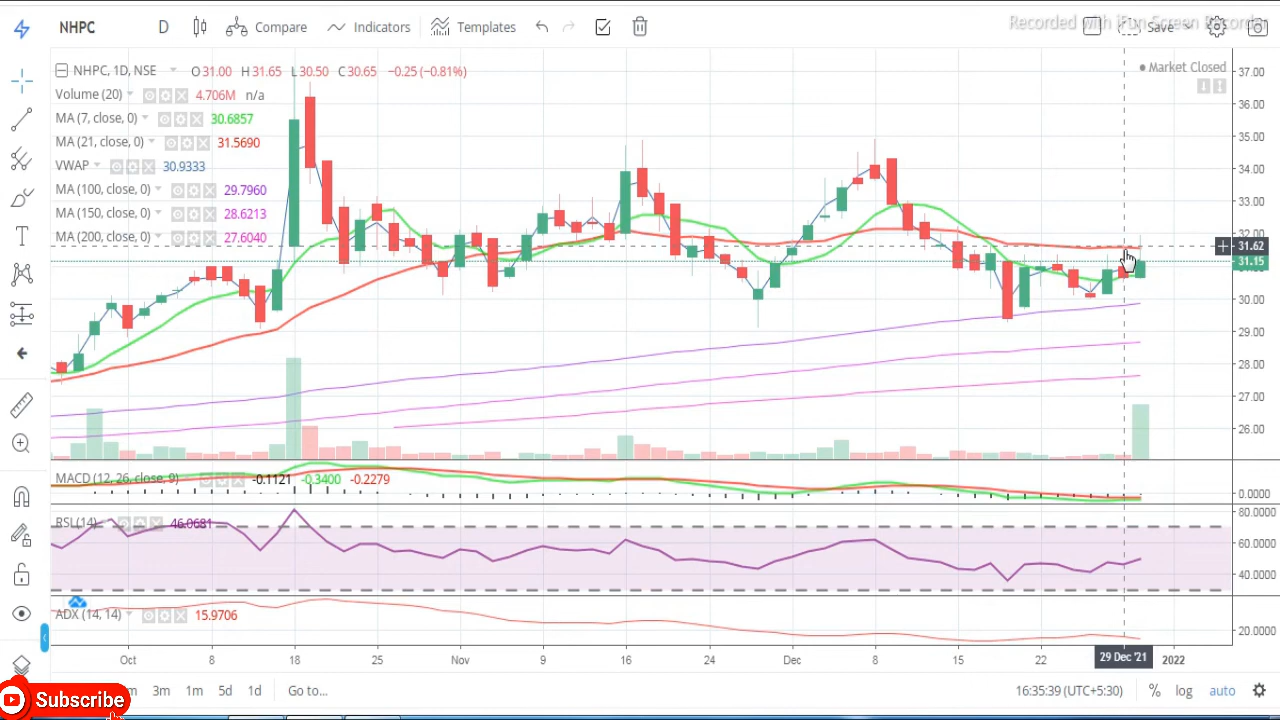 Recorded with iFun Screen Recorder
NHPC D Compare Indicators Templates Save
NHPC, 1D, NSE O31.00 H31.65 L30.50 C30.65 −0.25 (−0.81%)
Market Closed
Volume (20) 4.706M n/a
MA (7, close, 0) 30.6857
MA (21, close, 0) 31.5690
VWAP 30.9333
MA (100, close, 0) 29.7960
MA (150, close, 0) 28.6213
MA (200, close, 0) 27.6040
37.00
36.00
35.00
34.00
33.00
32.00
31.62
31.15
30.00
29.00
28.00
27.00
26.00
MACD (12, 26, close, 9) -0.1121 -0.3400 -0.2279
0.0000
RSI (14) 46.0681
80.0000
60.0000
40.0000
ADX (14, 14) 15.9706
20.0000
Oct 8 18 25 Nov 9 16 24 Dec 8 15 22 29 Dec '21 2022
3m 1m 5d 1d Go to... 16:35:39 (UTC+5:30) % log auto
Subscribe